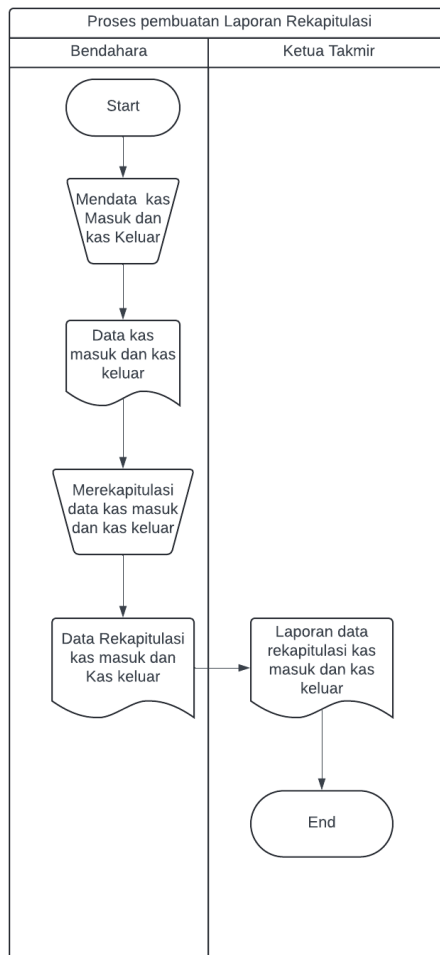 Proses pembuatan Laporan Rekapitulasi
Bendahara
Ketua Takmir
Start
Mendata kas
Masuk dan
kas Keluar
Data kas
masuk dan kas
keluar
Merekapitulasi
data kas masuk
dan kas keluar
Data Rekapitulasi
kas masuk dan
Kas keluar
Laporan data
rekapitulasi kas
masuk dan kas
keluar
End